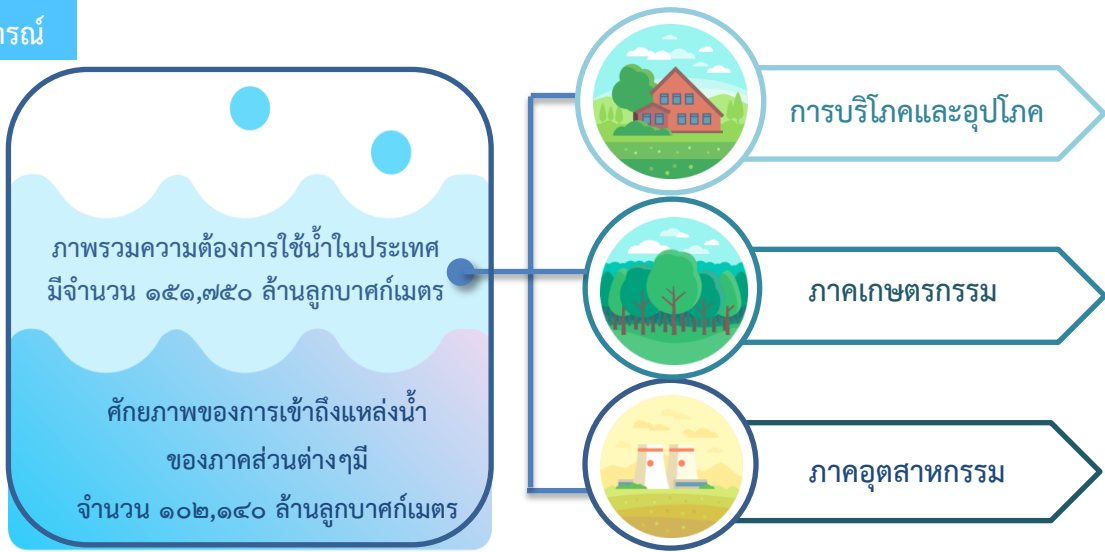 ภาพรวมความต้องการใช้น้ำในประเทศ
มีจำนวน ๑๕๑,๗๕๐ ล้านลูกบาศก์เมตร
ศักยภาพของการเข้าถึงแหล่งน้ำ
ของภาคส่วนต่างๆมี
จำนวน ๑๐๒,๑๔๐ ล้านลูกบาศก์เมตร
การบริโภคและอุปโภค
ภาคเกษตรกรรม
ภาคอุตสาหกรรม